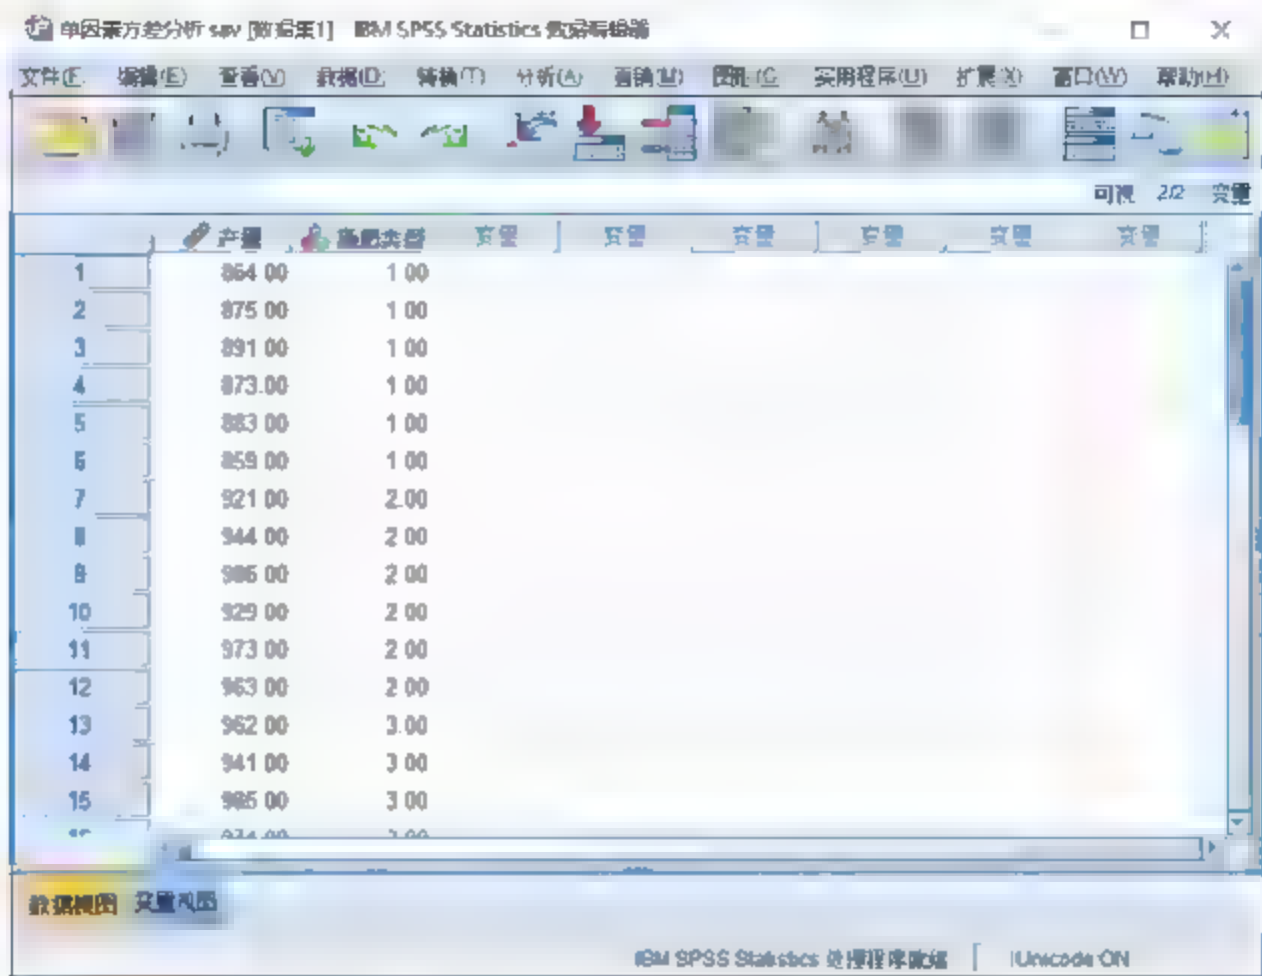 单因素方差分析.sav [数据集1] - IBM SPSS Statistics 数据编辑器
文件(F) 编辑(E) 查看(V) 数据(D) 转换(T) 分析(A) 直销(M) 图形(G) 实用程序(U) 扩展(X) 窗口(W) 帮助(H)
可视: 2/2 变量
产量 施肥类型 变量 变量 变量 变量 变量 变量
1 864.00 1.00
2 875.00 1.00
3 891.00 1.00
4 873.00 1.00
5 883.00 1.00
6 859.00 1.00
7 921.00 2.00
8 944.00 2.00
9 2.00
10 929.00 2.00
11 973.00 2.00
12 963.00 2.00
13 962.00 3.00
14 941.00 3.00
15 3.00
数据视图 变量视图
IBM SPSS Statistics 处理程序就绪 Unicode:ON